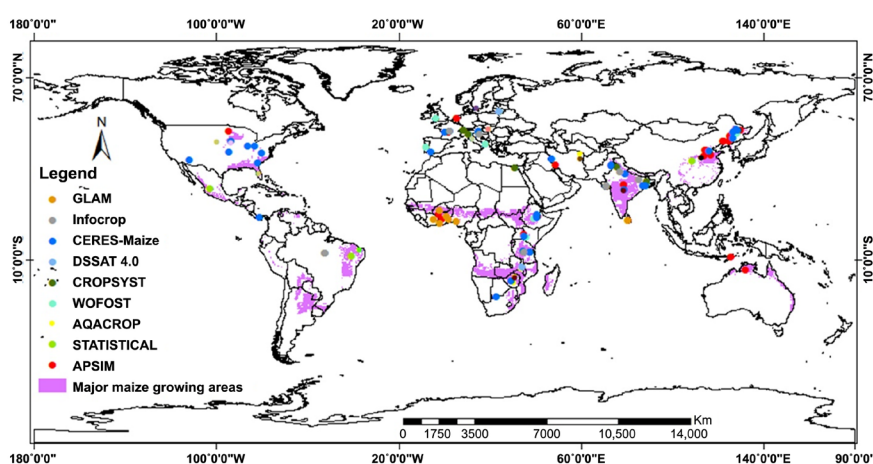 180°0'0" 100°0'0"W 20°0'0"W 60°0'0"E 140°0'0"E
70°0'0"N 70°0'0"N
N
Legend
GLAM
Infocrop
CERES-Maize
DSSAT 4.0
10°0'0"S 10°0'0"S
CROPSYST
WOFOST
AQACROP
STATISTICAL
APSIM
Major maize growing areas
Km
0 1750 3500 7000 10,500 14,000
180°0'0" 100°0'0"W 20°0'0"W 60°0'0"E 140°0'0"E 90°0'0"E